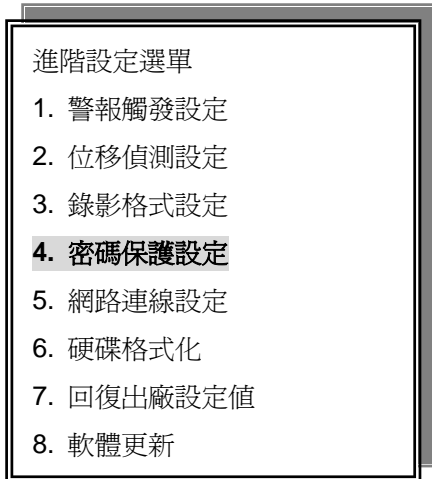 進階設定選單
1. 警報觸發設定
2. 位移偵測設定
3. 錄影格式設定
4. 密碼保護設定
5. 網路連線設定
6. 硬碟格式化
7. 回復出廠設定值
8. 軟體更新